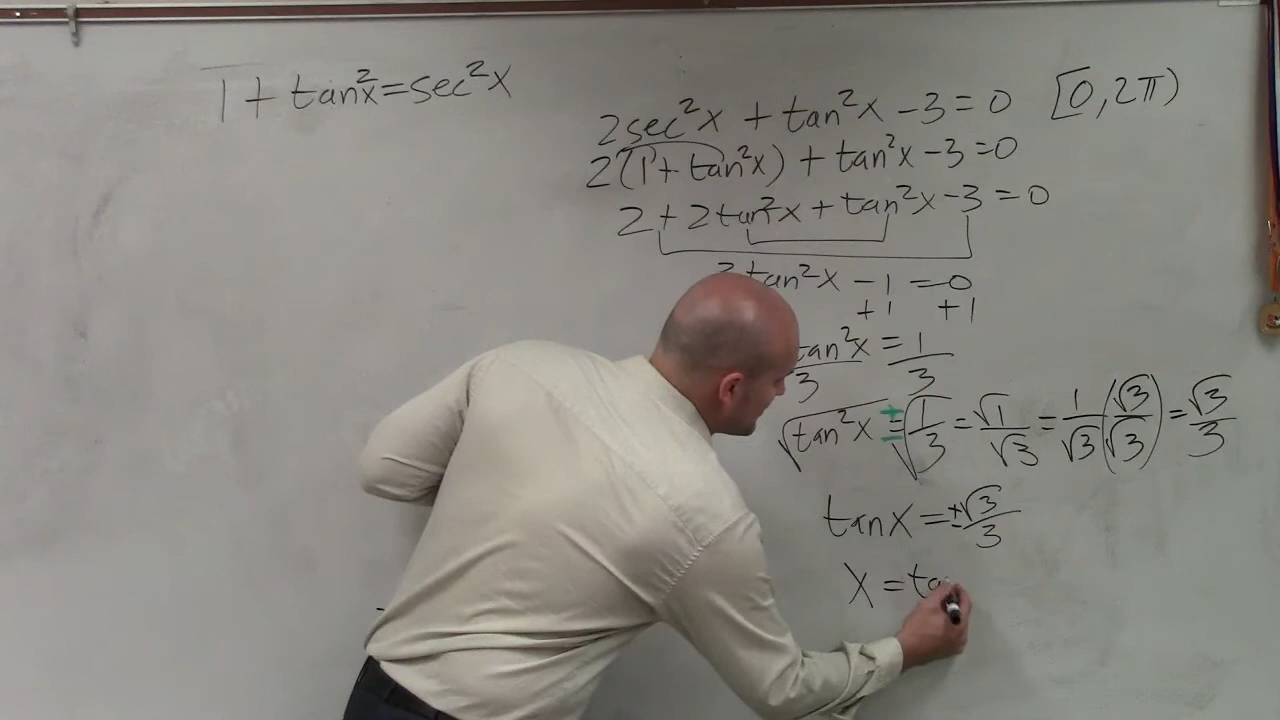 1 + tan²x = sec²x
2sec²x + tan²x - 3 = 0 [0, 2π)
2(1 + tan²x) + tan²x - 3 = 0
2 + 2tan²x + tan²x - 3 = 0
3tan²x - 1 = 0
+1 +1
tan²x = 1
3 3
√tan²x = ±√1/3 = √1/√3 = 1/√3 (√3/√3) = √3/3
tanx = ±√3/3
x = ta